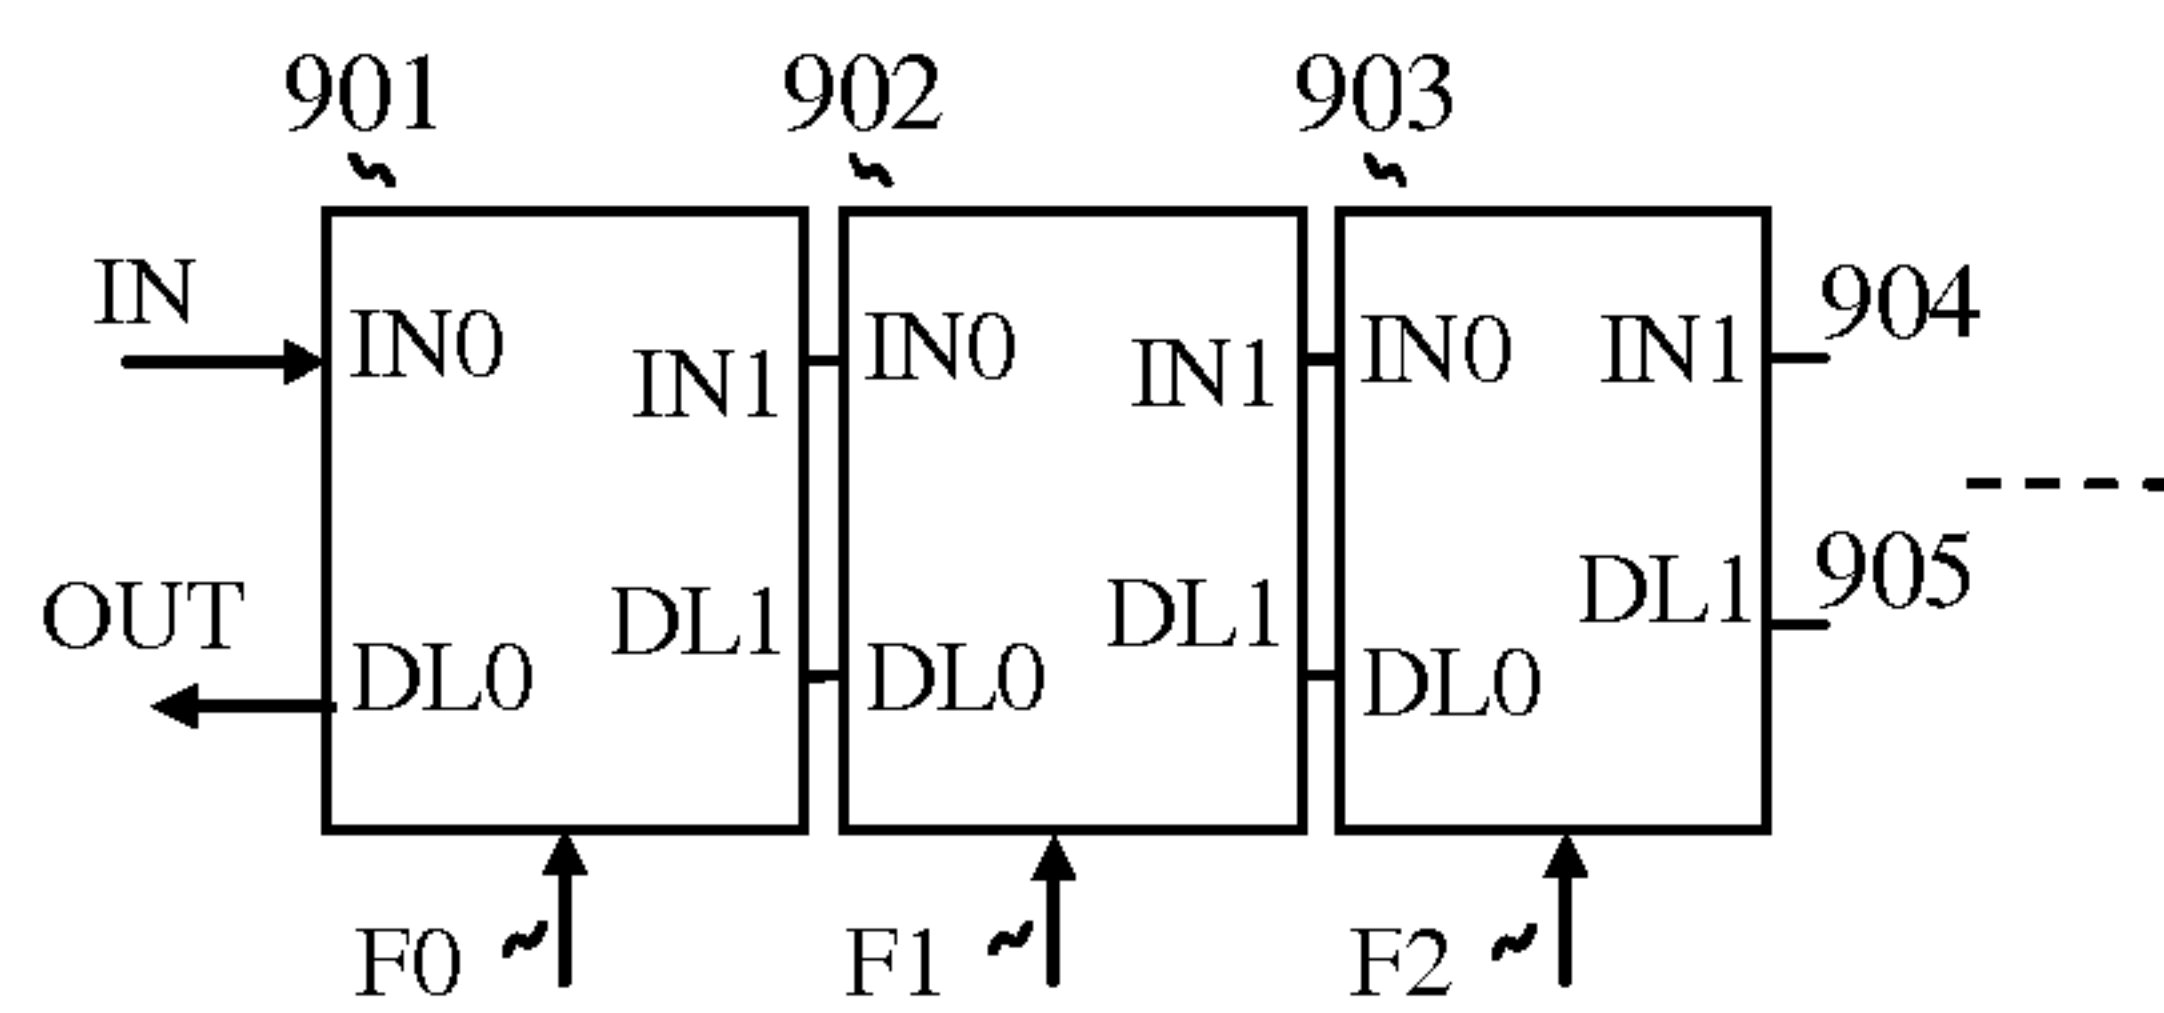 901 902 903
IN IN0 IN1 IN0 IN1 IN0 IN1 904
OUT DL0 DL1 DL0 DL1 DL0 DL1 905
F0 F1 F2